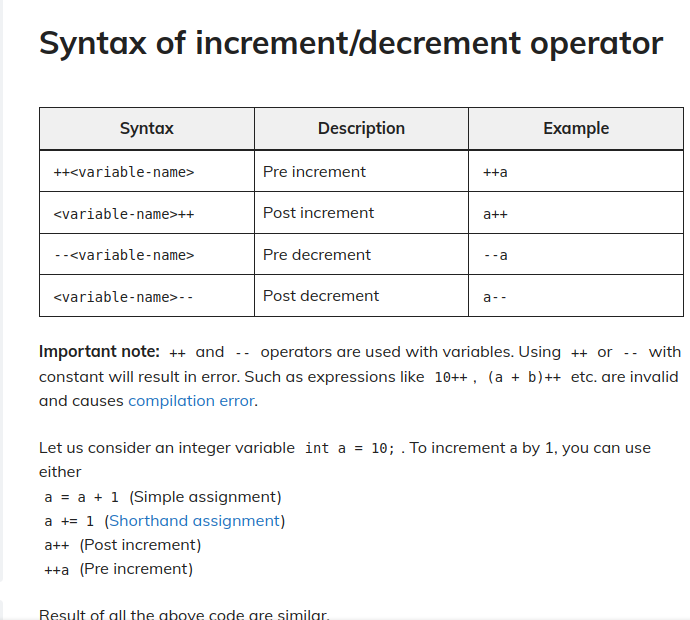 Syntax of increment/decrement operator
Syntax Description Example
++<variable-name> Pre increment ++a
<variable-name>++ Post increment a++
--<variable-name> Pre decrement --a
<variable-name>-- Post decrement a--
Important note: ++ and -- operators are used with variables. Using ++ or -- with
constant will result in error. Such as expressions like 10++ , (a + b)++ etc. are invalid
and causes compilation error.
Let us consider an integer variable int a = 10; . To increment a by 1, you can use
either
a = a + 1 (Simple assignment)
a += 1 (Shorthand assignment)
a++ (Post increment)
++a (Pre increment)
Result of all the above code are similar.